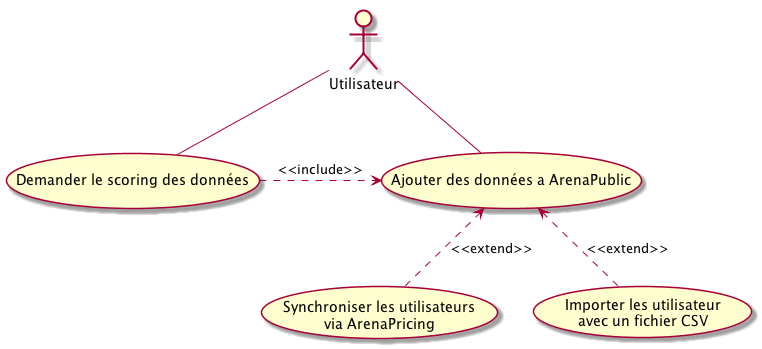 Utilisateur
<<include>>
Demander le scoring des données
Ajouter des données a ArenaPublic
<<extend>>
<<extend>>
Synchroniser les utilisateurs
via ArenaPricing
Importer les utilisateur
avec un fichier CSV